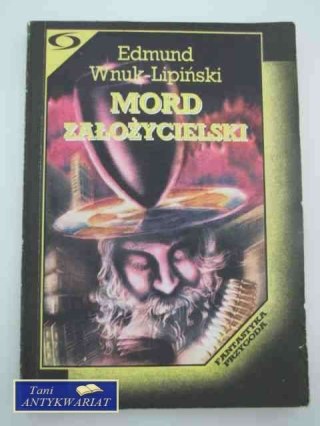 Edmund
Wnuk-Lipiński
MORD
ZAŁOŻYCIELSKI
FANTASTYKA
PRZYGODA
Tani
ANTYKWARIAT